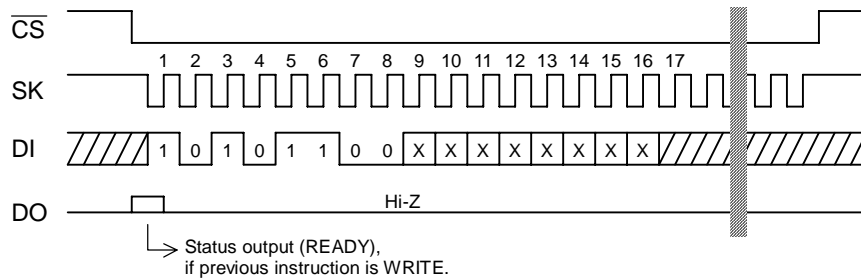 CS
1 2 3 4 5 6 7 8 9 10 11 12 13 14 15 16 17
SK
DI 1 0 1 0 1 1 0 0 X X X X X X X X
DO Hi-Z
Status output (READY),
if previous instruction is WRITE.